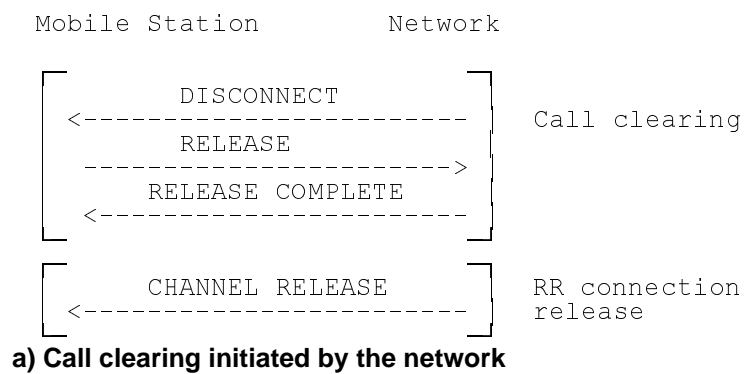 Mobile Station Network
DISCONNECT
<------------------------ Call clearing
RELEASE
----------------------->
RELEASE COMPLETE
<-----------------------
CHANNEL RELEASE RR connection
<------------------------ release
a) Call clearing initiated by the network